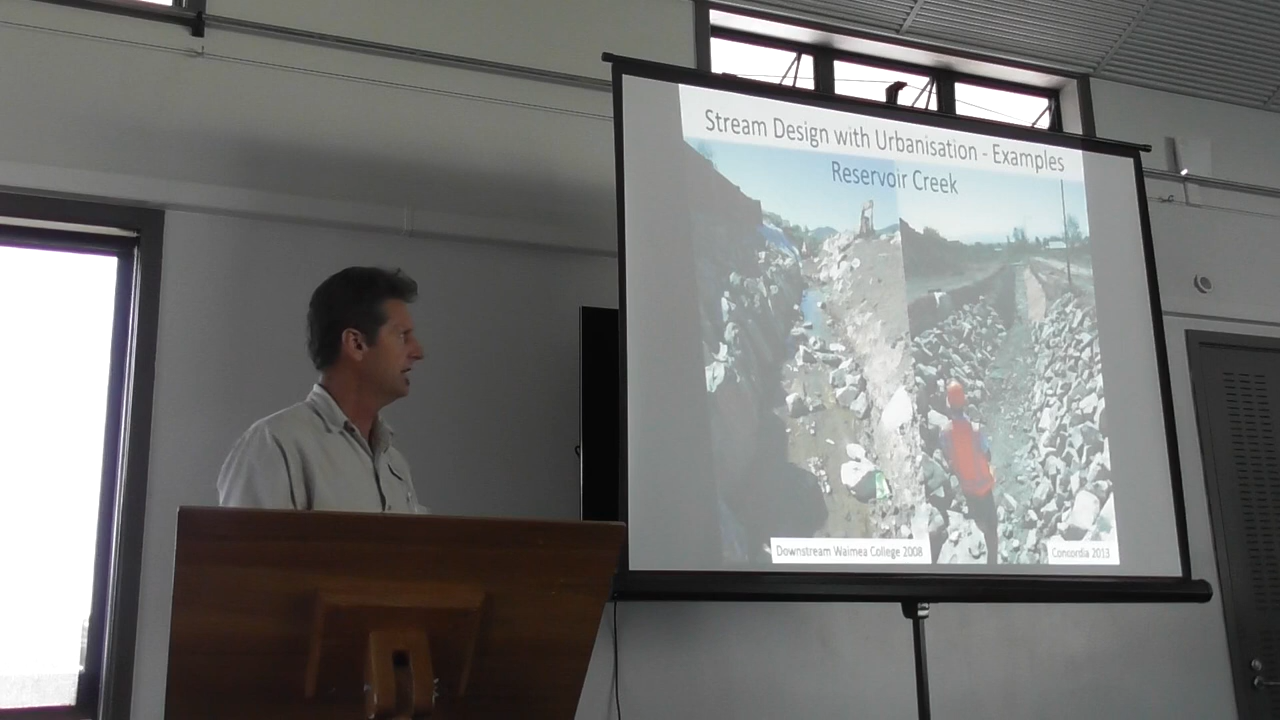 Stream Design with Urbanisation - Examples
Reservoir Creek
Downstream Waimea College 2008
Concordia 2013